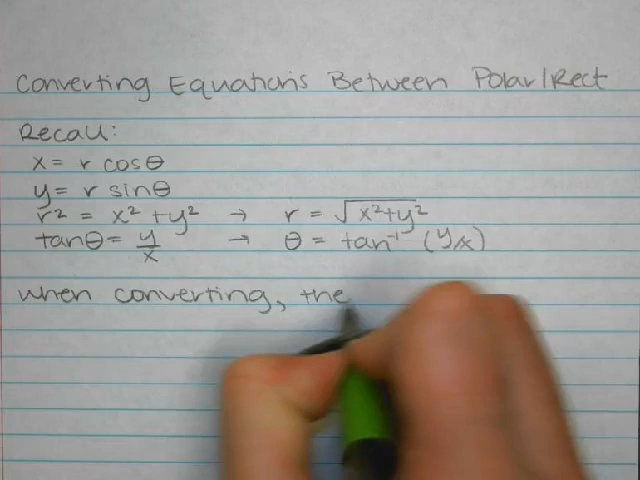 Converting Equations Between Polar/Rect
Recall:
x = r cosθ
y = r sinθ
r² = x² + y² → r = √x²+y²
tanθ = y/x → θ = tan⁻¹ (y/x)
when converting, the